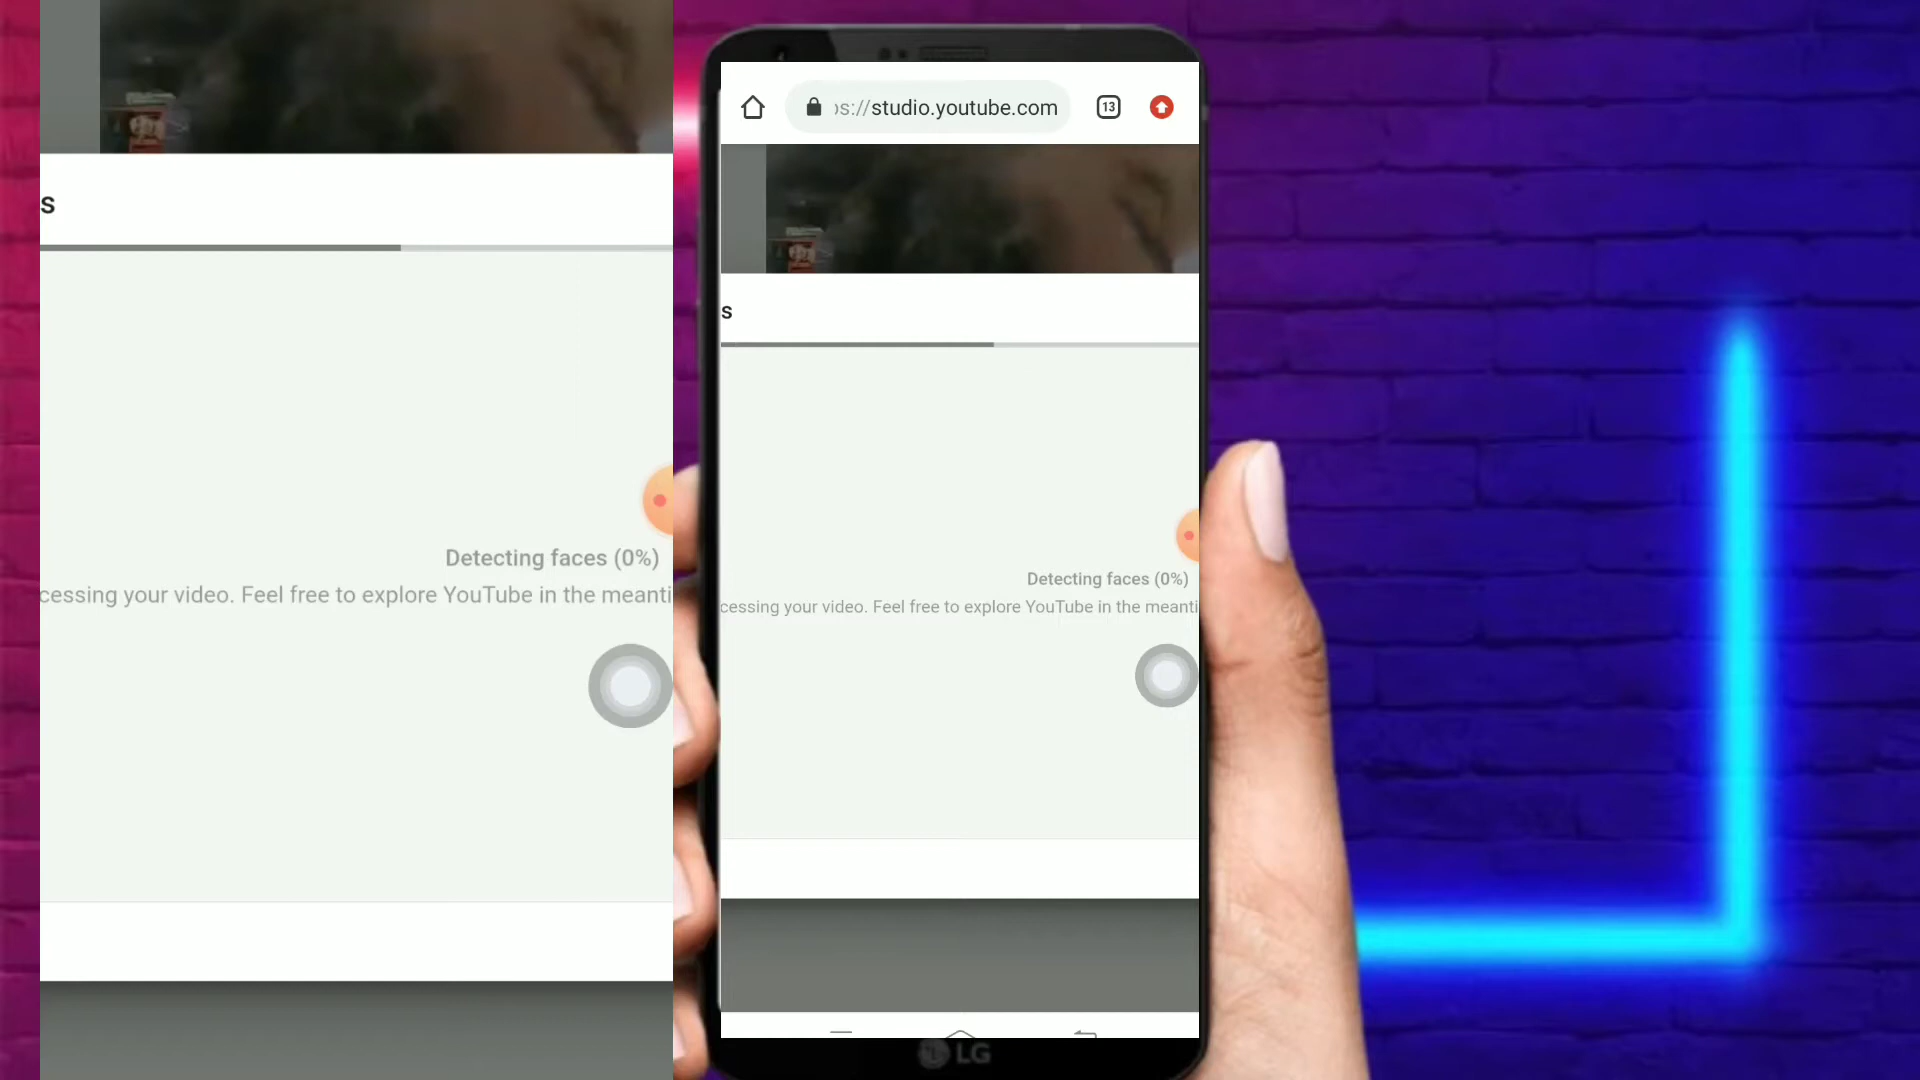 s
Detecting faces (0%)
cessing your video. Feel free to explore YouTube in the meanti
ps://studio.youtube.com
13
s
Detecting faces (0%)
cessing your video. Feel free to explore YouTube in the meanti
LG